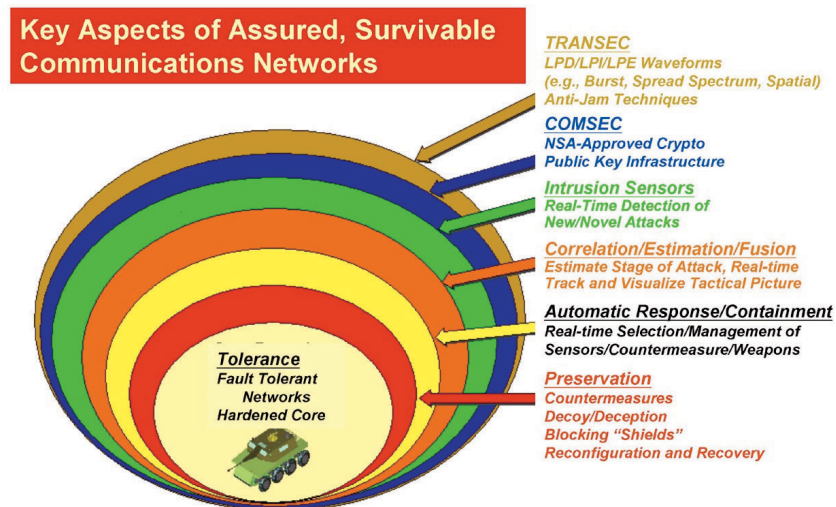 Key Aspects of Assured, Survivable
Communications Networks
TRANSEC
LPD/LPI/LPE Waveforms
(e.g., Burst, Spread Spectrum, Spatial)
Anti-Jam Techniques
COMSEC
NSA-Approved Crypto
Public Key Infrastructure
Intrusion Sensors
Real-Time Detection of
New/Novel Attacks
Correlation/Estimation/Fusion
Estimate Stage of Attack, Real-time
Track and Visualize Tactical Picture
Automatic Response/Containment
Real-time Selection/Management of
Sensors/Countermeasure/Weapons
Preservation
Countermeasures
Decoy/Deception
Blocking “Shields”
Reconfiguration and Recovery
Tolerance
Fault Tolerant
Networks
Hardened Core